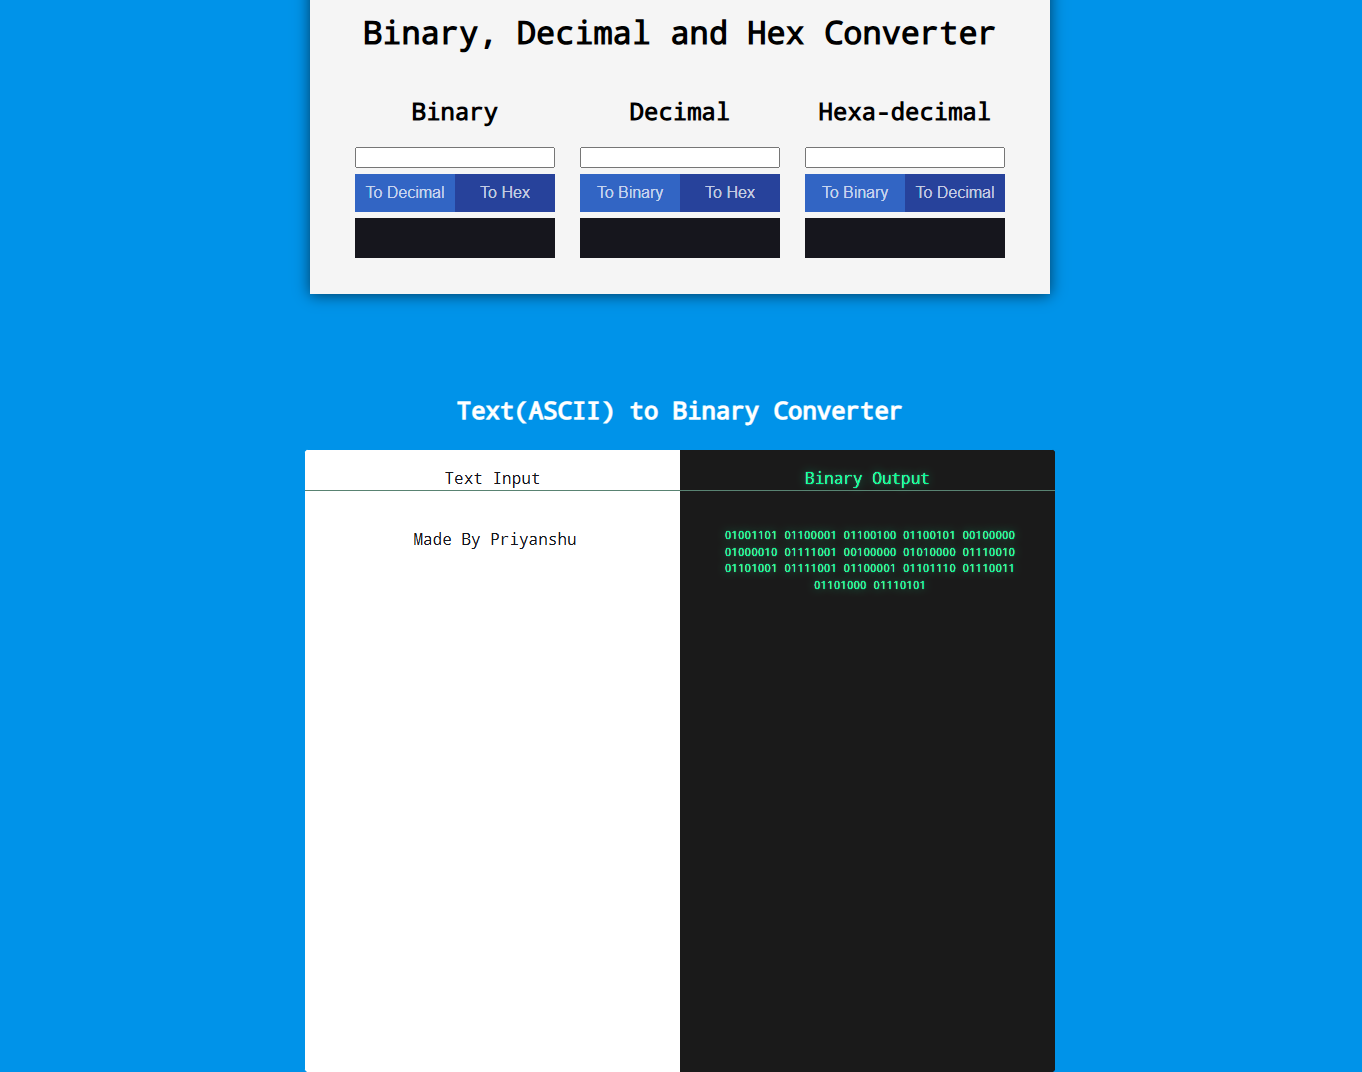 Binary, Decimal and Hex Converter
Binary Decimal Hexa-decimal
To Decimal To Hex To Binary To Hex To Binary To Decimal
Text(ASCII) to Binary Converter
Text Input
Made By Priyanshu
Binary Output
01001101 01100001 01100100 01100101 00100000
01000010 01111001 00100000 01010000 01110010
01101001 01111001 01100001 01101110 01110011
01101000 01110101